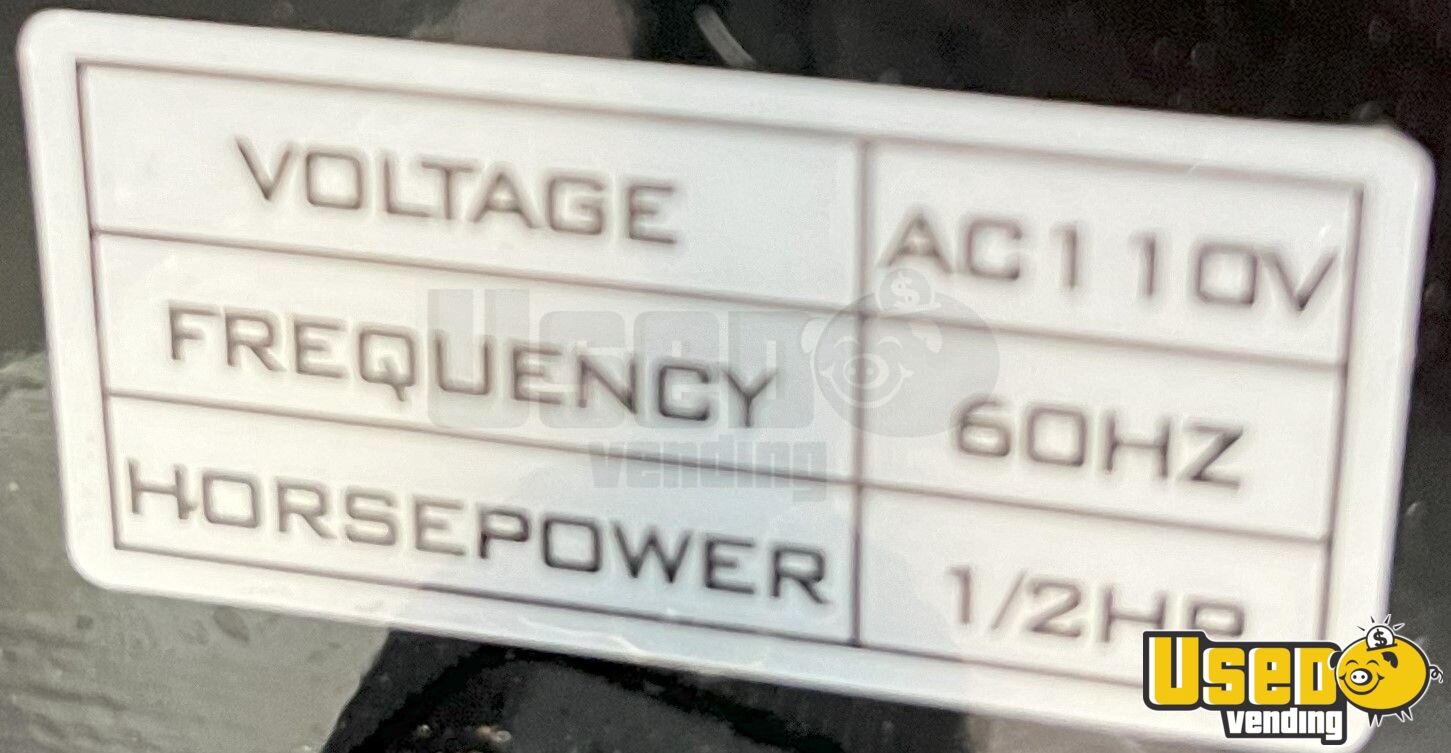 VOLTAGE AC110V
FREQUENCY 60HZ
HORSEPOWER 1/2HP
USED vending
USED vending